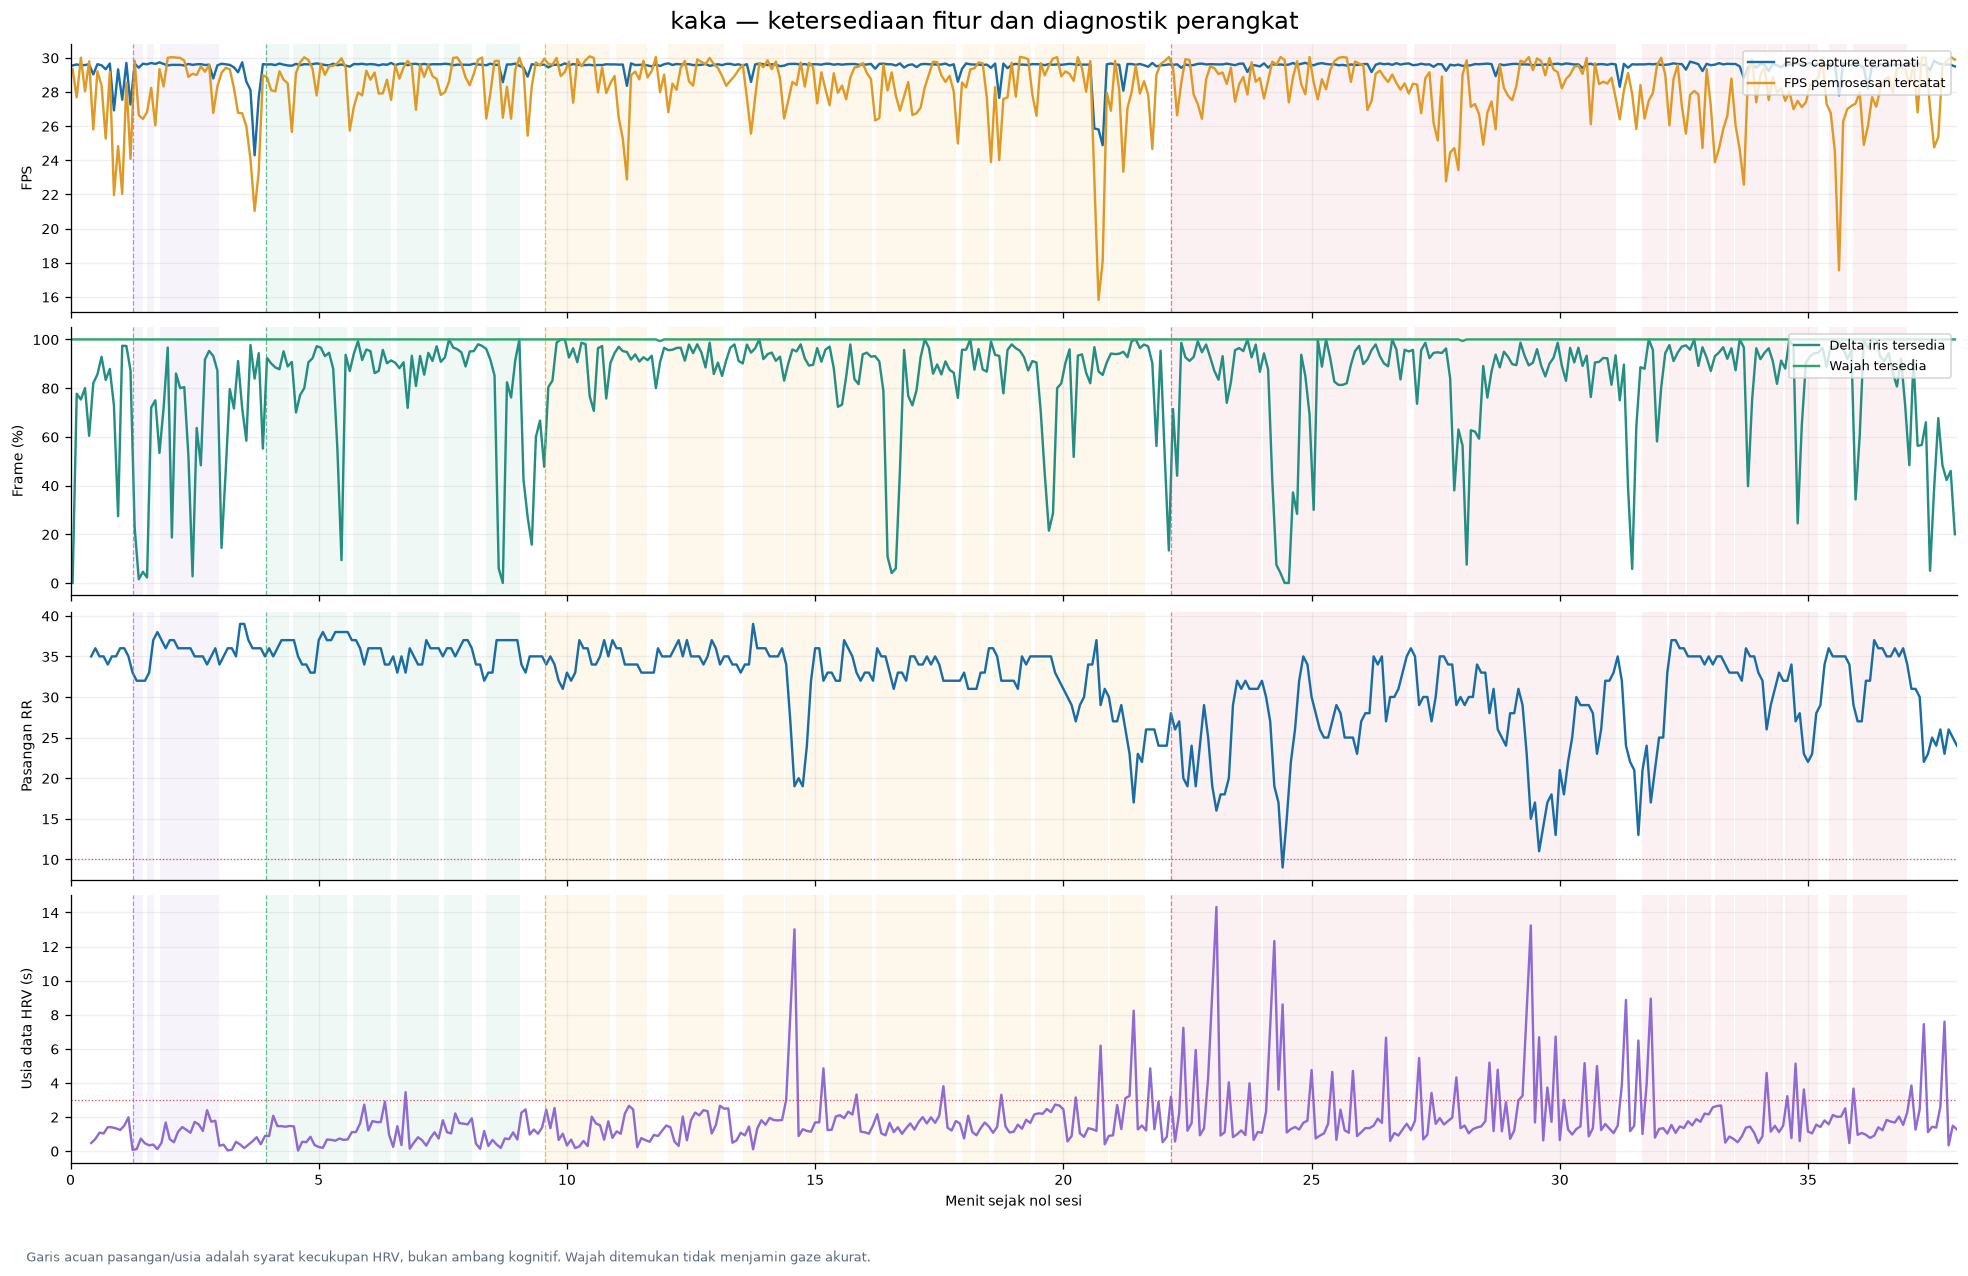 kaka — ketersediaan fitur dan diagnostik perangkat
FPS
30
28
26
24
22
20
18
16
FPS capture teramati
FPS pemrosesan tercatat
Frame (%)
100
80
60
40
20
0
Delta iris tersedia
Wajah tersedia
Pasangan RR
40
35
30
25
20
15
10
Usia data HRV (s)
14
12
10
8
6
4
2
0
0 5 10 15 20 25 30 35
Menit sejak nol sesi
Garis acuan pasangan/usia adalah syarat kecukupan HRV, bukan ambang kognitif. Wajah ditemukan tidak menjamin gaze akurat.